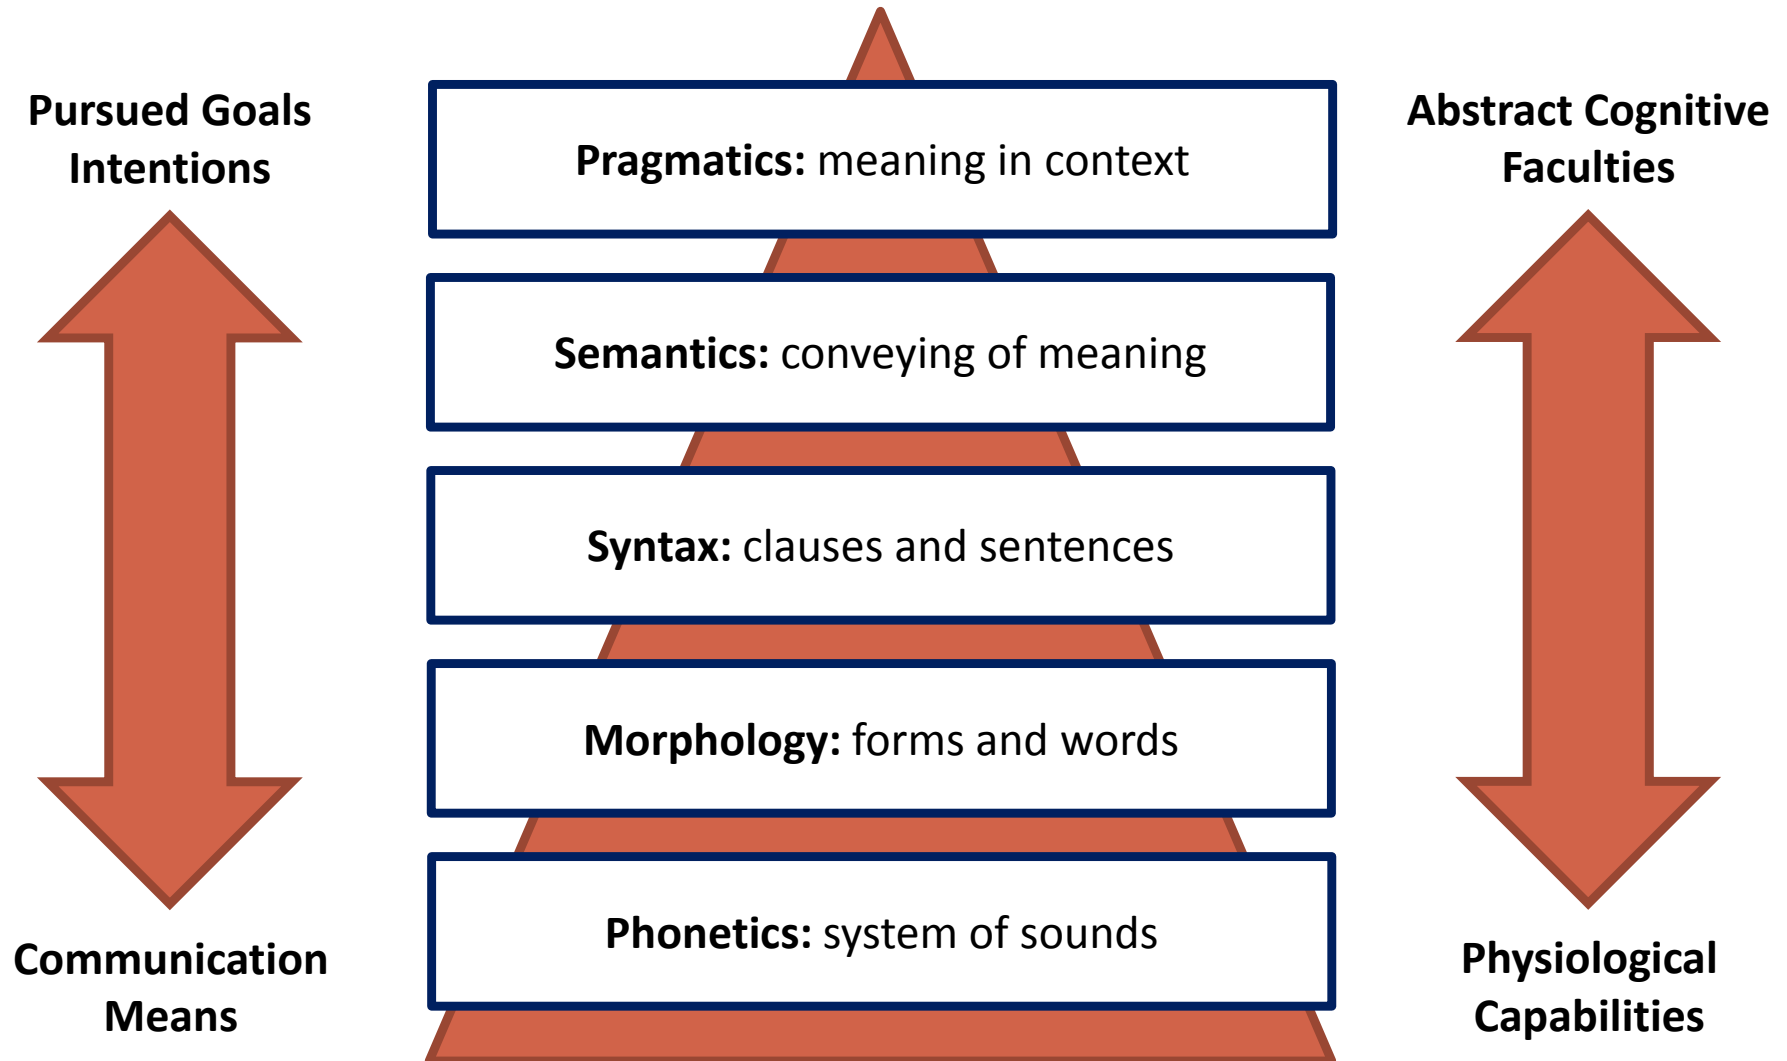 Pursued Goals
Intentions
Communication
Means
Pragmatics: meaning in context
Semantics: conveying of meaning
Syntax: clauses and sentences
Morphology: forms and words
Phonetics: system of sounds
Abstract Cognitive
Faculties
Physiological
Capabilities